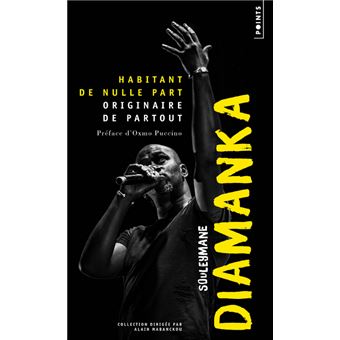 POINTS
HABITANT
DE NULLE PART
ORIGINAIRE
DE PARTOUT
Préface d'Oxmo Puccino
SOULEYMANE
DIAMANKA
COLLECTION DIRIGÉE PAR
ALAIN MABANCKOU